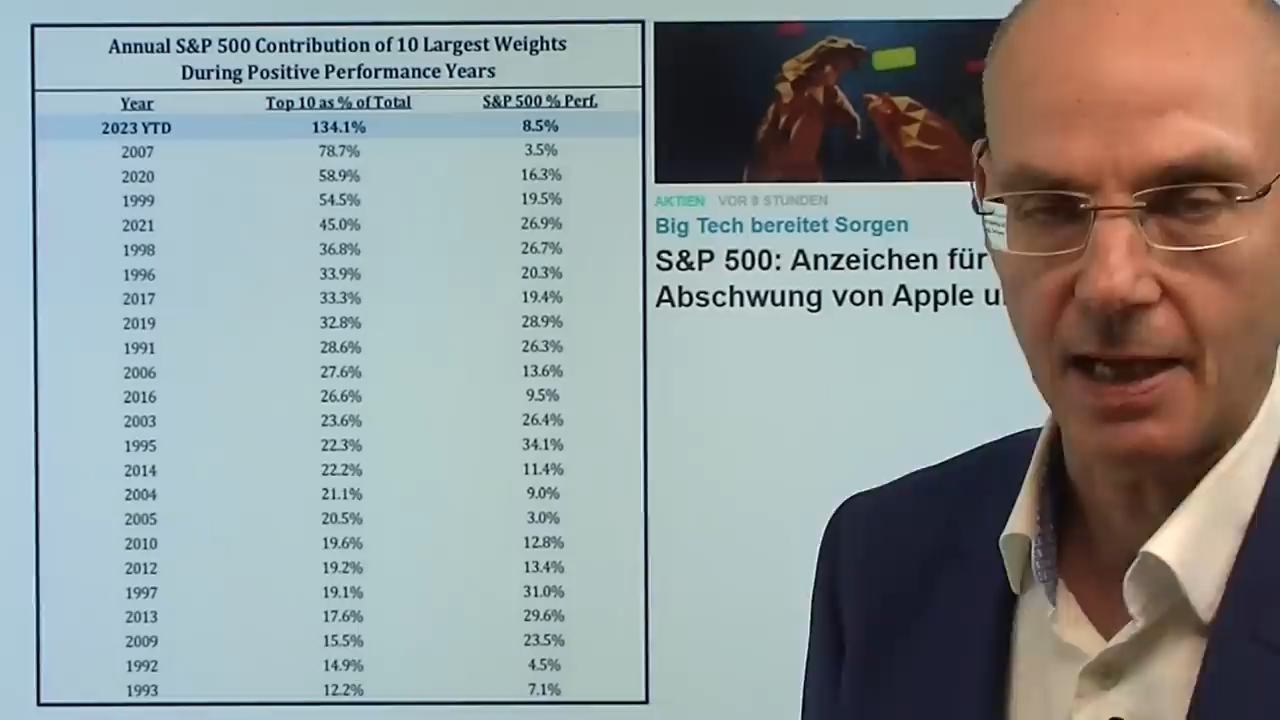 Annual S&P 500 Contribution of 10 Largest Weights
During Positive Performance Years
Year Top 10 as % of Total S&P 500 % Perf.
2023 YTD 134.1% 8.5%
2007 78.7% 3.5%
2020 58.9% 16.3%
1999 54.5% 19.5%
2021 45.0% 26.9%
1998 36.8% 26.7%
1996 33.9% 20.3%
2017 33.3% 19.4%
2019 32.8% 28.9%
1991 28.6% 26.3%
2006 27.6% 13.6%
2016 26.6% 9.5%
2003 23.6% 26.4%
1995 22.3% 34.1%
2014 22.2% 11.4%
2004 21.1% 9.0%
2005 20.5% 3.0%
2010 19.6% 12.8%
2012 19.2% 13.4%
1997 19.1% 31.0%
2013 17.6% 29.6%
2009 15.5% 23.5%
1992 14.9% 4.5%
1993 12.2% 7.1%
AKTIEN VOR 8 STUNDEN
Big Tech bereitet Sorgen
S&P 500: Anzeichen für
Abschwung von Apple